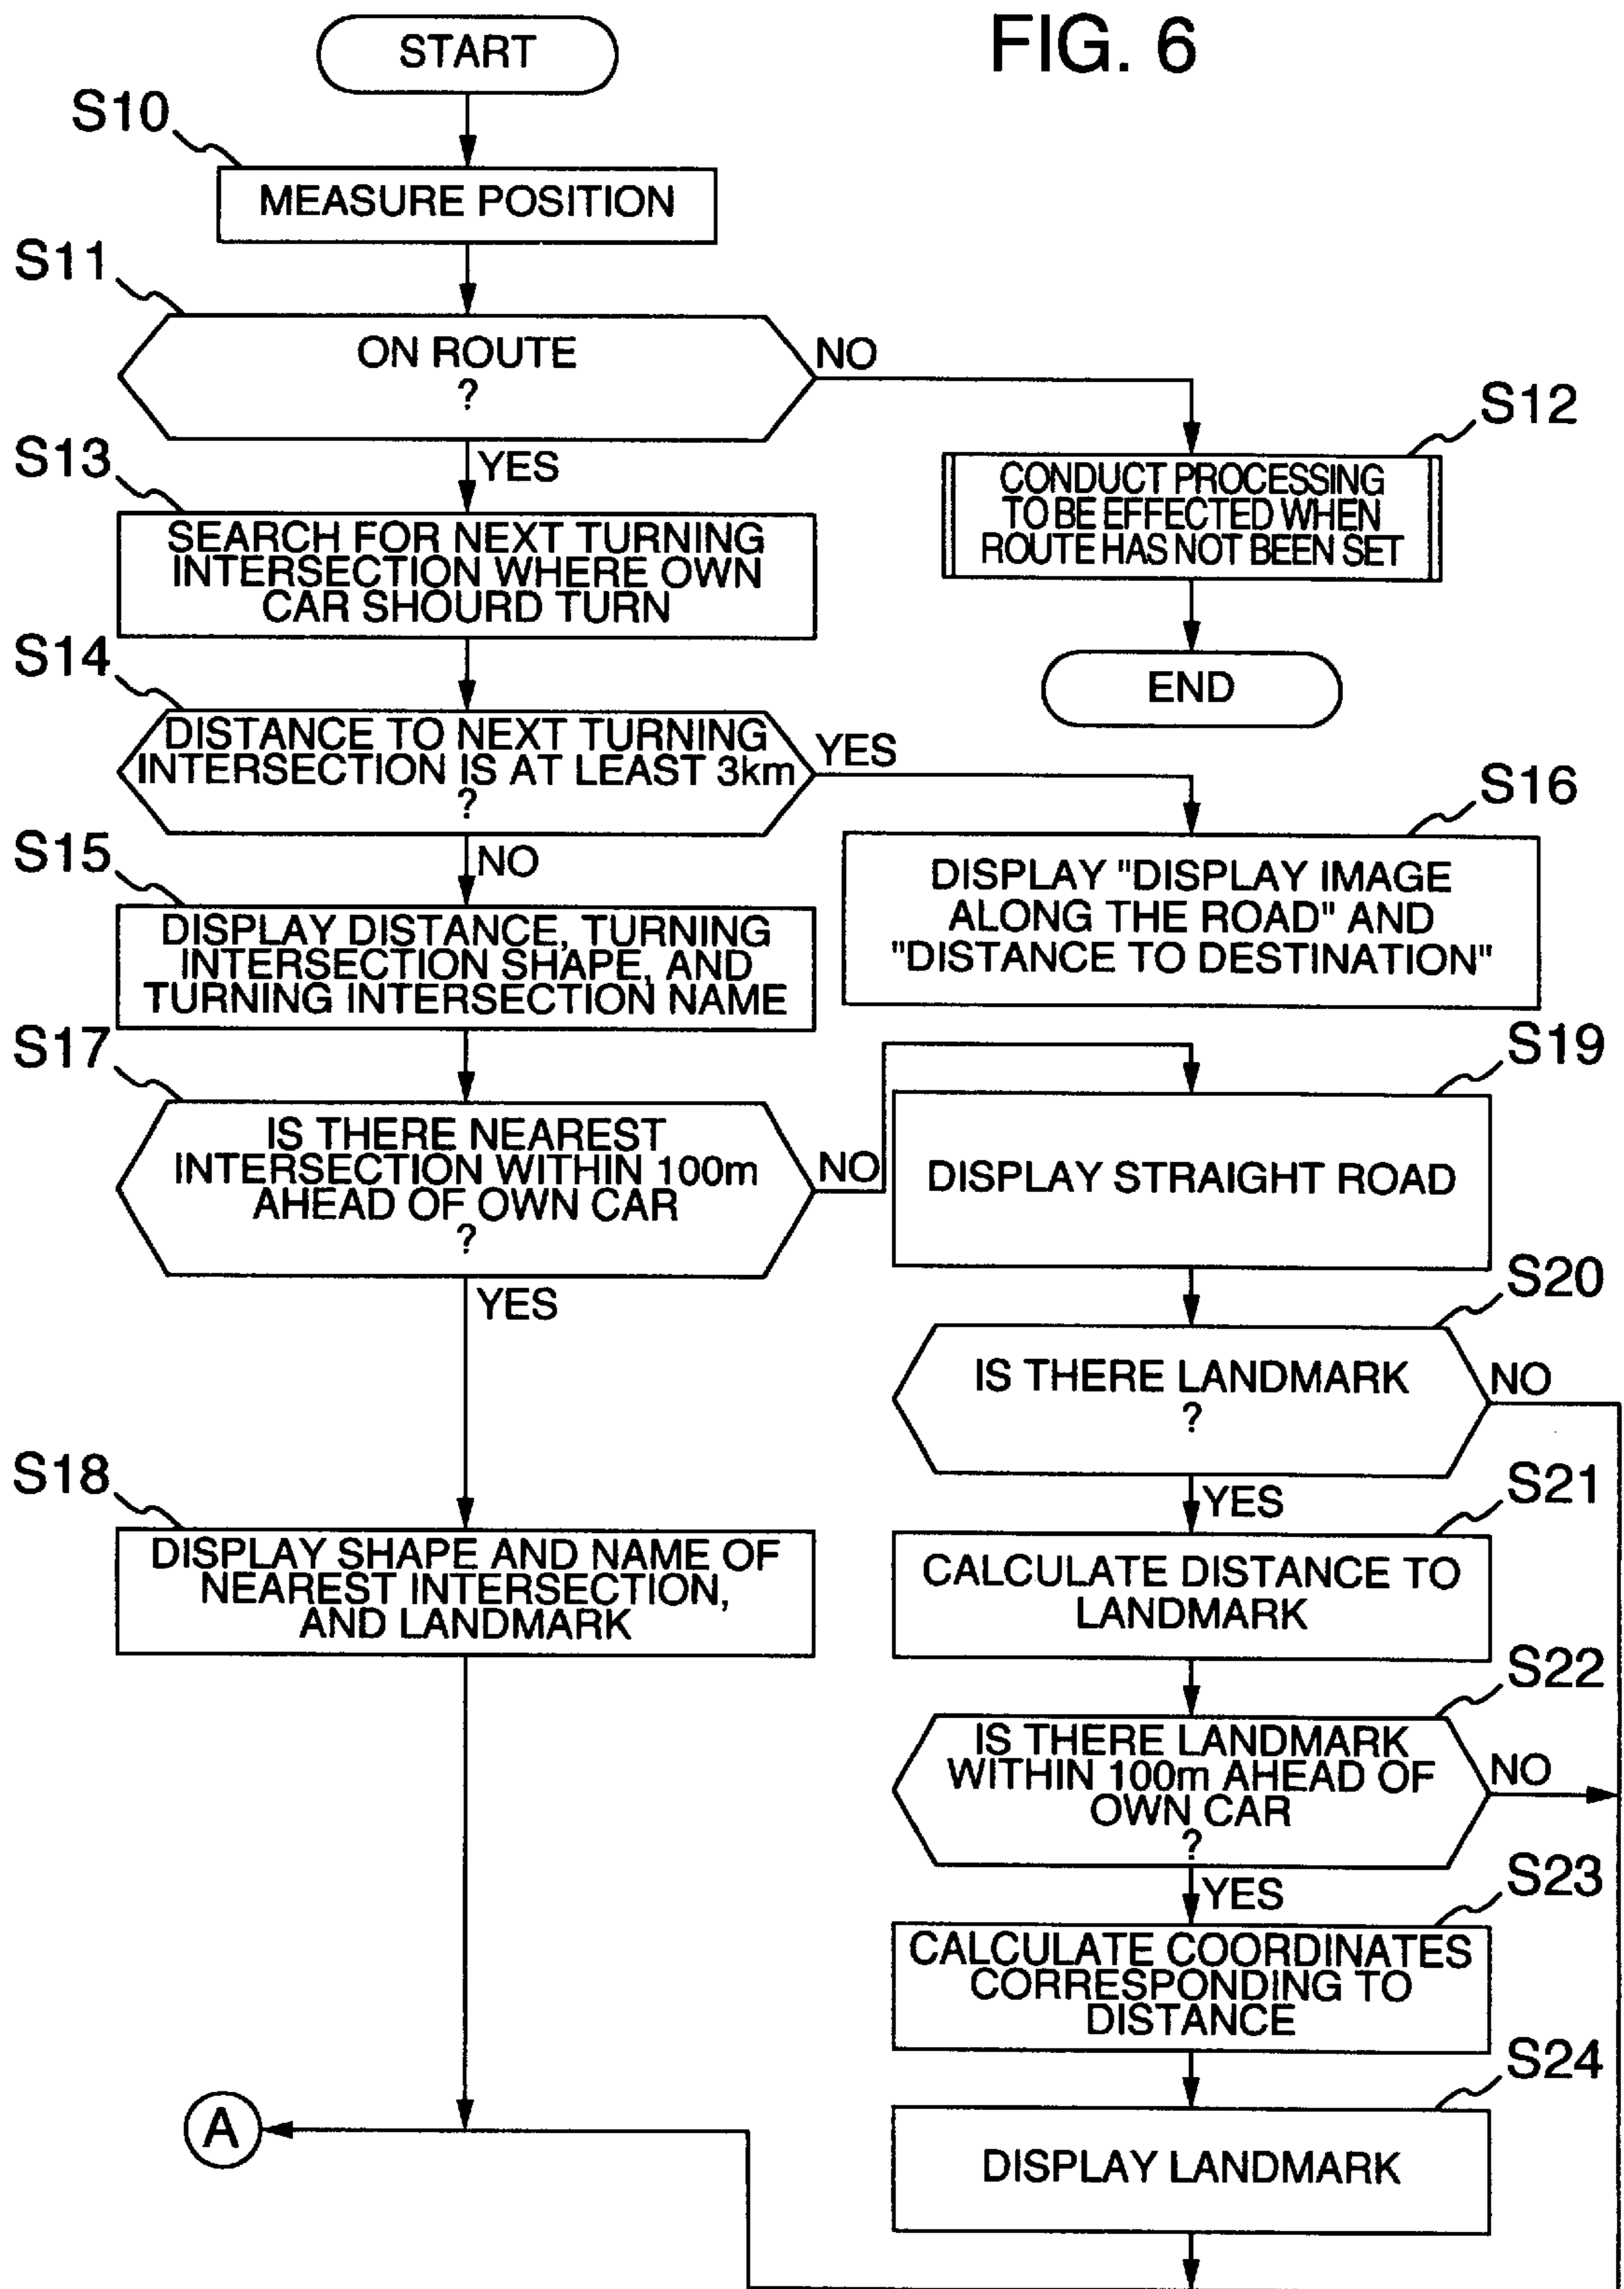 FIG. 6
START
S10
MEASURE POSITION
S11
ON ROUTE
?
NO
YES
S12
CONDUCT PROCESSING
TO BE EFFECTED WHEN
ROUTE HAS NOT BEEN SET
END
S13
SEARCH FOR NEXT TURNING
INTERSECTION WHERE OWN
CAR SHOURD TURN
S14
DISTANCE TO NEXT TURNING
INTERSECTION IS AT LEAST 3km
?
YES
NO
S16
DISPLAY "DISPLAY IMAGE
ALONG THE ROAD" AND
"DISTANCE TO DESTINATION"
S15
DISPLAY DISTANCE, TURNING
INTERSECTION SHAPE, AND
TURNING INTERSECTION NAME
S17
IS THERE NEAREST
INTERSECTION WITHIN 100m
AHEAD OF OWN CAR
?
NO
YES
S18
DISPLAY SHAPE AND NAME OF
NEAREST INTERSECTION,
AND LANDMARK
S19
DISPLAY STRAIGHT ROAD
S20
IS THERE LANDMARK
?
NO
YES
S21
CALCULATE DISTANCE TO
LANDMARK
S22
IS THERE LANDMARK
WITHIN 100m AHEAD OF
OWN CAR
?
NO
YES
S23
CALCULATE COORDINATES
CORRESPONDING TO
DISTANCE
S24
DISPLAY LANDMARK
A